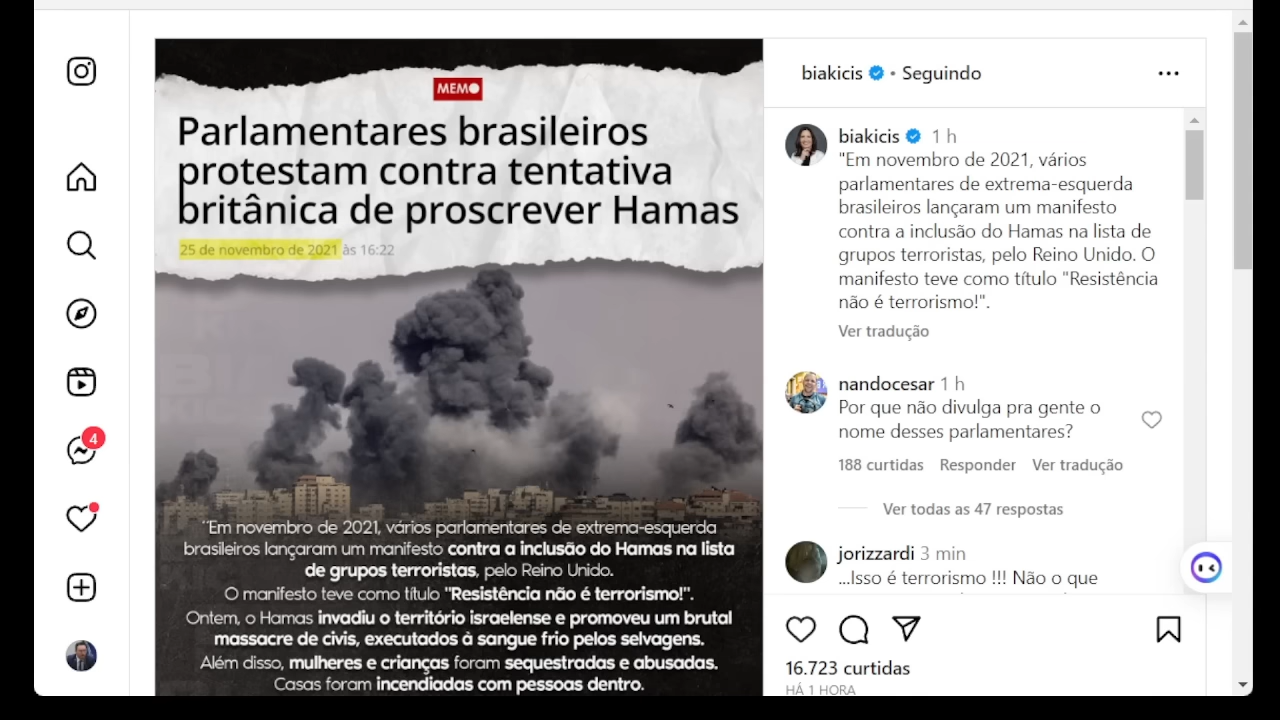 MEMO
Parlamentares brasileiros
protestam contra tentativa
britânica de proscrever Hamas
25 de novembro de 2021 às 16:22
"Em novembro de 2021, vários parlamentares de extrema-esquerda
brasileiros lançaram um manifesto contra a inclusão do Hamas na lista
de grupos terroristas, pelo Reino Unido.
O manifesto teve como título "Resistência não é terrorismo!".
Ontem, o Hamas invadiu o território israelense e promoveu um brutal
massacre de civis, executados à sangue frio pelos selvagens.
Além disso, mulheres e crianças foram sequestradas e abusadas.
Casas foram incendiadas com pessoas dentro.
biakicis • Seguindo
biakicis 1 h
"Em novembro de 2021, vários
parlamentares de extrema-esquerda
brasileiros lançaram um manifesto
contra a inclusão do Hamas na lista de
grupos terroristas, pelo Reino Unido. O
manifesto teve como título "Resistência
não é terrorismo!".
Ver tradução
nandocesar 1 h
Por que não divulga pra gente o
nome desses parlamentares?
188 curtidas Responder Ver tradução
Ver todas as 47 respostas
jorizzardi 3 min
...Isso é terrorismo !!! Não o que
16.723 curtidas
HÁ 1 HORA
4